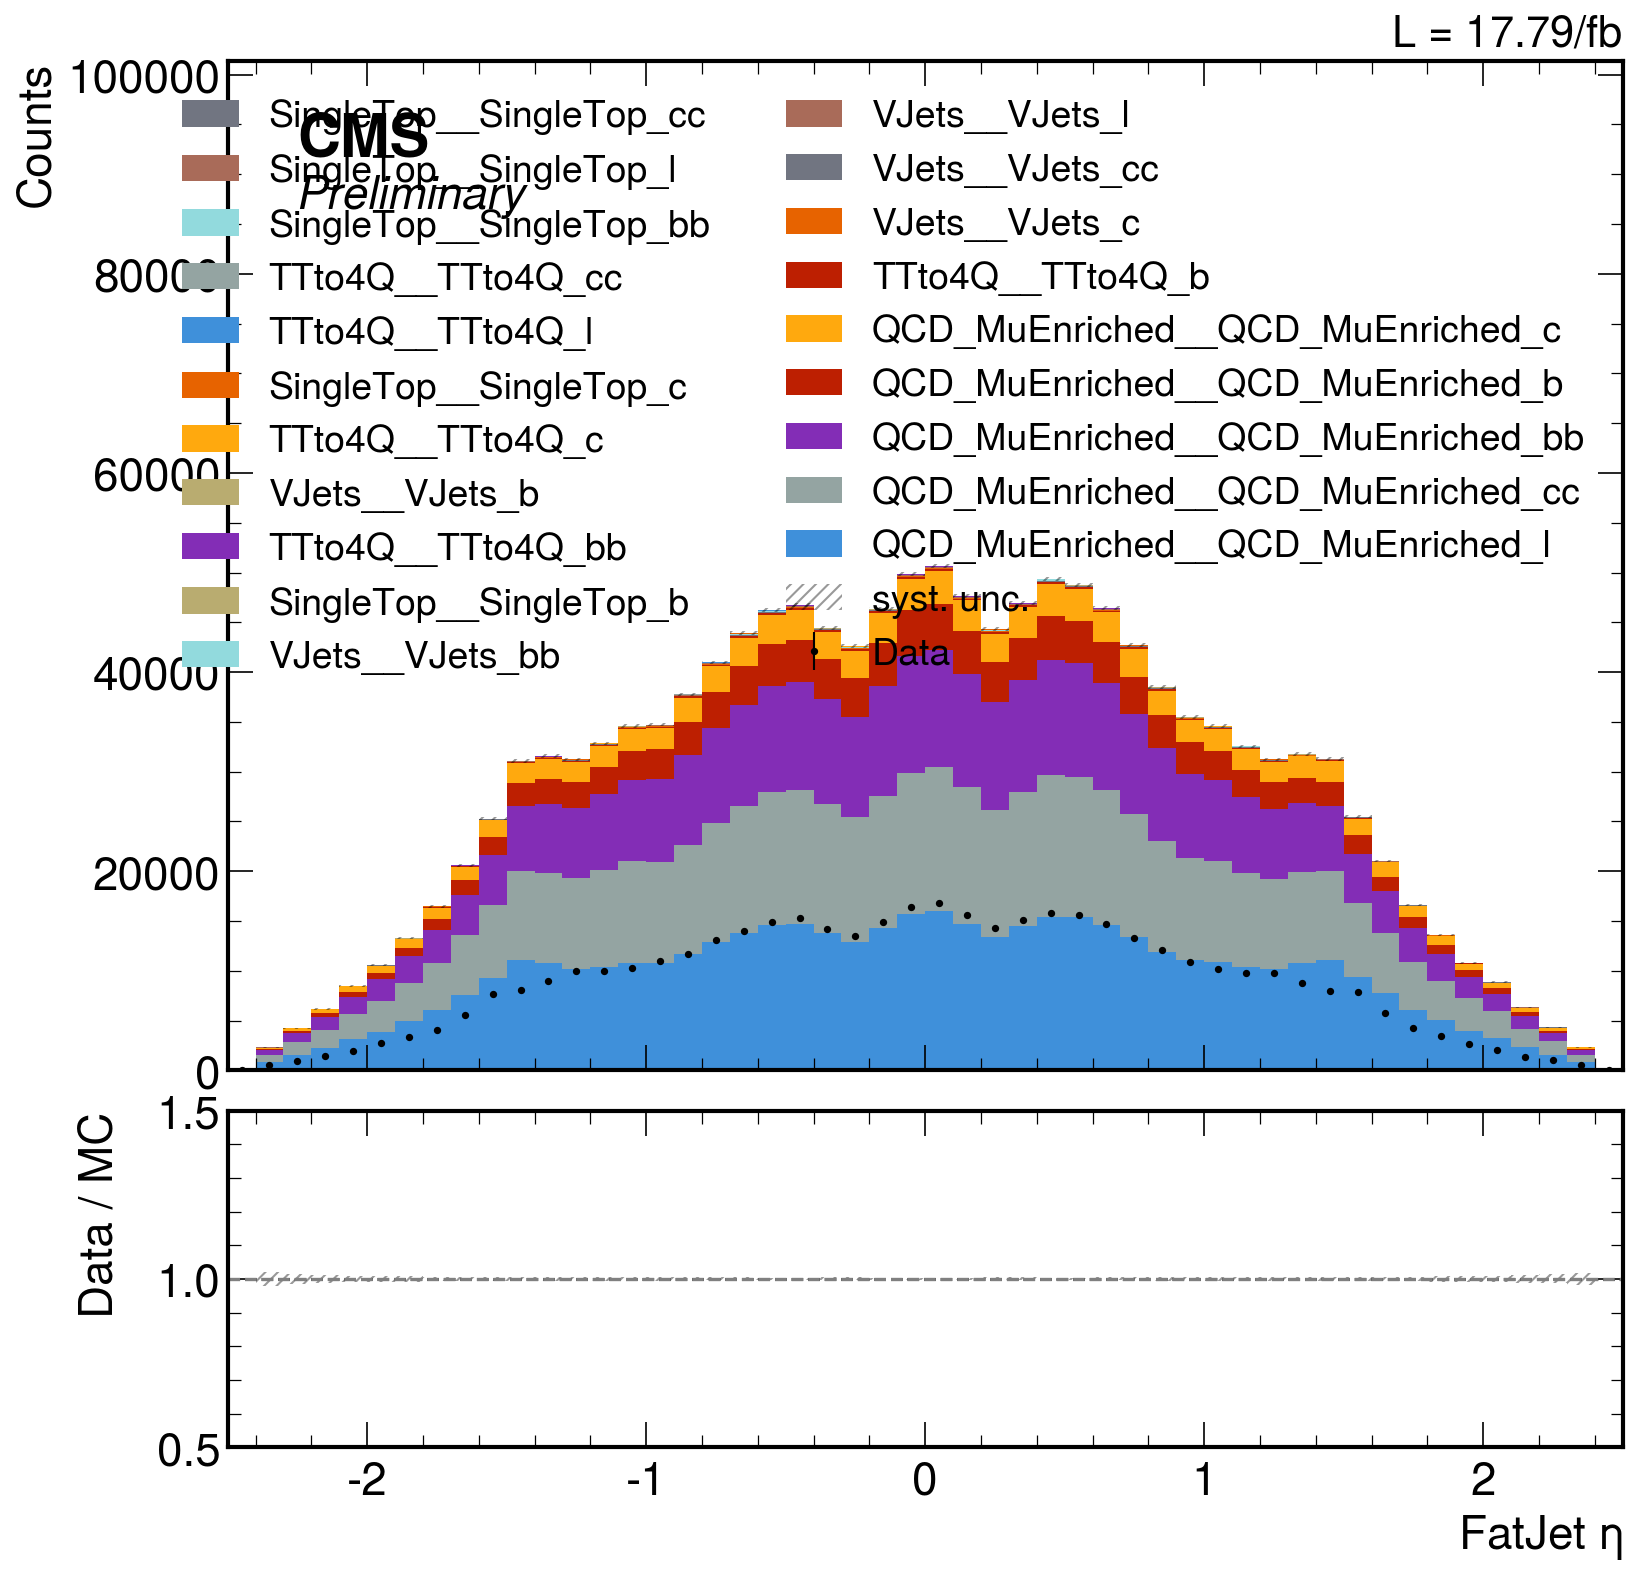 L = 17.79/fb
Counts
100000
80000
60000
40000
20000
0
CMS
Preliminary
SingleTop__SingleTop_cc
SingleTop__SingleTop_l
SingleTop__SingleTop_bb
TTto4Q__TTto4Q_cc
TTto4Q__TTto4Q_l
SingleTop__SingleTop_c
TTto4Q__TTto4Q_c
VJets__VJets_b
TTto4Q__TTto4Q_bb
SingleTop__SingleTop_b
VJets__VJets_bb
VJets__VJets_l
VJets__VJets_cc
VJets__VJets_c
TTto4Q__TTto4Q_b
QCD_MuEnriched__QCD_MuEnriched_c
QCD_MuEnriched__QCD_MuEnriched_b
QCD_MuEnriched__QCD_MuEnriched_bb
QCD_MuEnriched__QCD_MuEnriched_cc
QCD_MuEnriched__QCD_MuEnriched_l
syst. unc.
Data
Data / MC
1.5
1.0
0.5
-2 -1 0 1 2
FatJet η